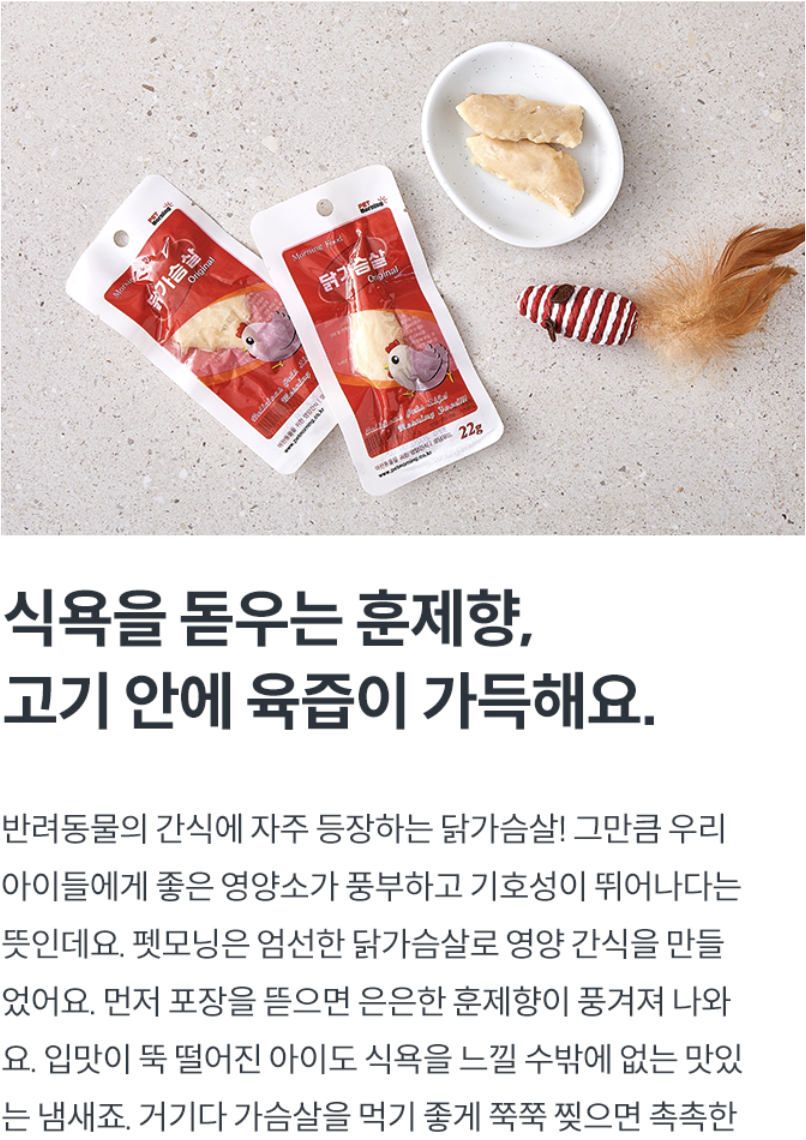 PET
Morning
Morning Food
닭가슴살
Original
PET
Morning
Morning Food
닭가슴살
Original
22g
www.petmorning.co.kr
식욕을 돋우는 훈제향,
고기 안에 육즙이 가득해요.
반려동물의 간식에 자주 등장하는 닭가슴살! 그만큼 우리
아이들에게 좋은 영양소가 풍부하고 기호성이 뛰어나다는
뜻인데요. 펫모닝은 엄선한 닭가슴살로 영양 간식을 만들
었어요. 먼저 포장을 뜯으면 은은한 훈제향이 풍겨져 나와
요. 입맛이 뚝 떨어진 아이도 식욕을 느낄 수밖에 없는 맛있
는 냄새죠. 거기다 가슴살을 먹기 좋게 쭉쭉 찢으면 촉촉한